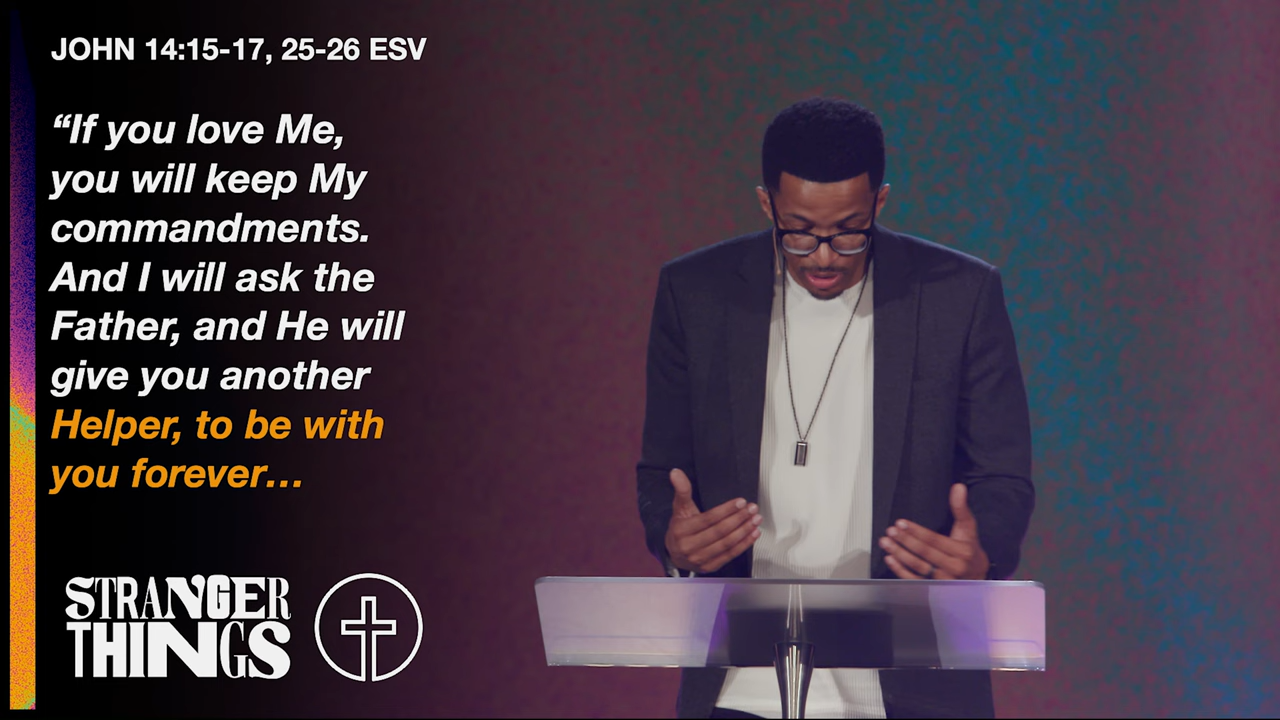 JOHN 14:15-17, 25-26 ESV
“If you love Me,
you will keep My
commandments.
And I will ask the
Father, and He will
give you another
Helper, to be with
you forever…
STRANGER
THINGS